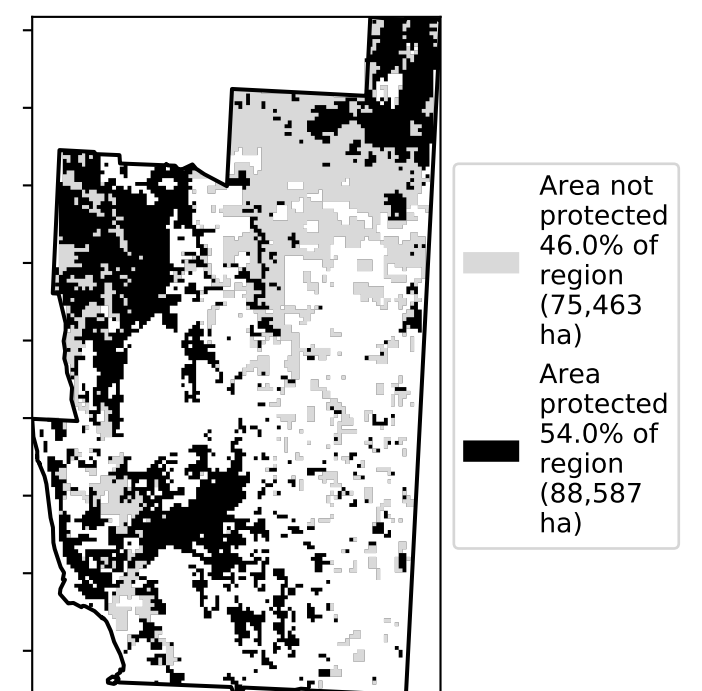 Area not
protected
46.0% of
region
(75,463
ha)
Area
protected
54.0% of
region
(88,587
ha)